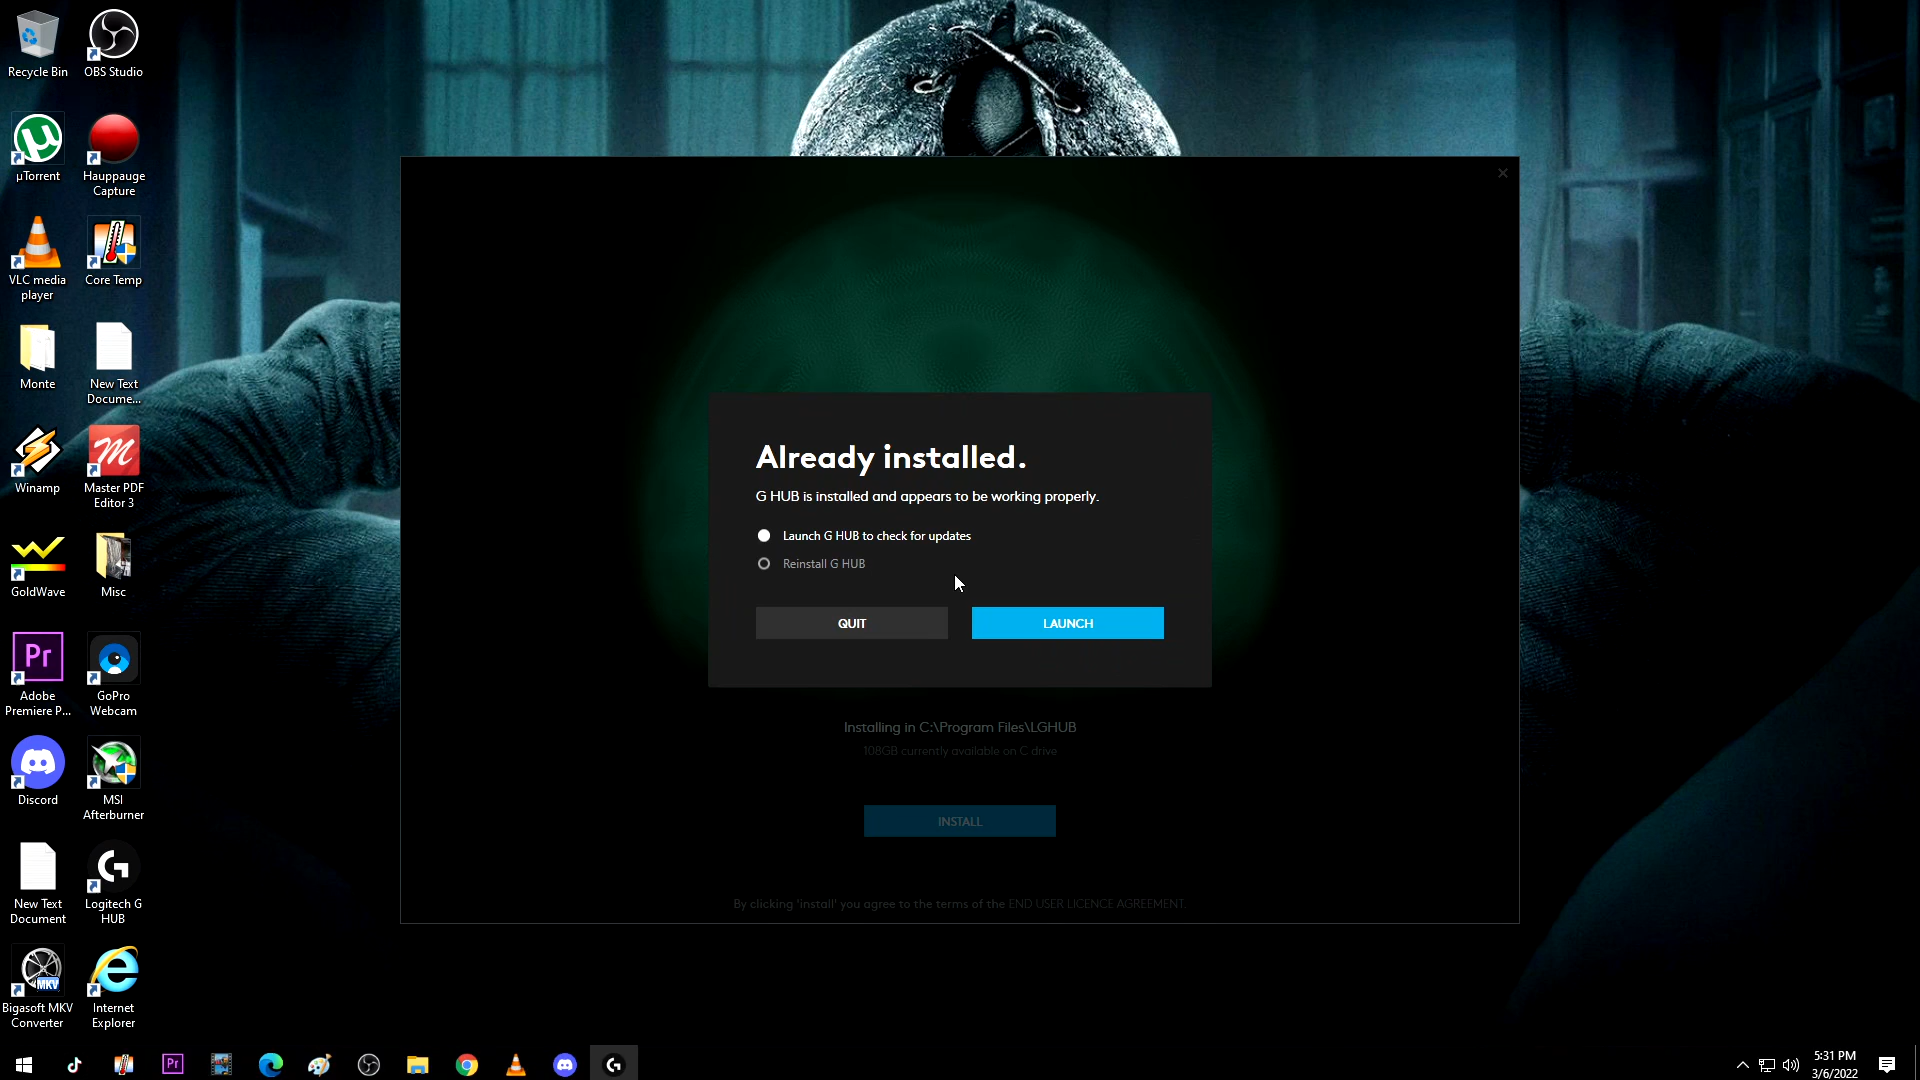 Recycle Bin
OBS Studio
µTorrent
Hauppauge
Capture
VLC media
player
Core Temp
Monte
New Text
Docume...
Winamp
Master PDF
Editor 3
GoldWave
Misc
Pr
Adobe
Premiere P...
GoPro
Webcam
Discord
MSI
Afterburner
New Text
Document
Logitech G
HUB
MKV
Bigasoft MKV
Converter
Internet
Explorer
Already installed.
G HUB is installed and appears to be working properly.
Launch G HUB to check for updates
Reinstall G HUB
QUIT
LAUNCH
Installing in C:\Program Files\LGHUB
108GB currently available on C drive
INSTALL
By clicking 'install' you agree to the terms of the END USER LICENCE AGREEMENT.
Pr
5:31 PM
3/6/2022